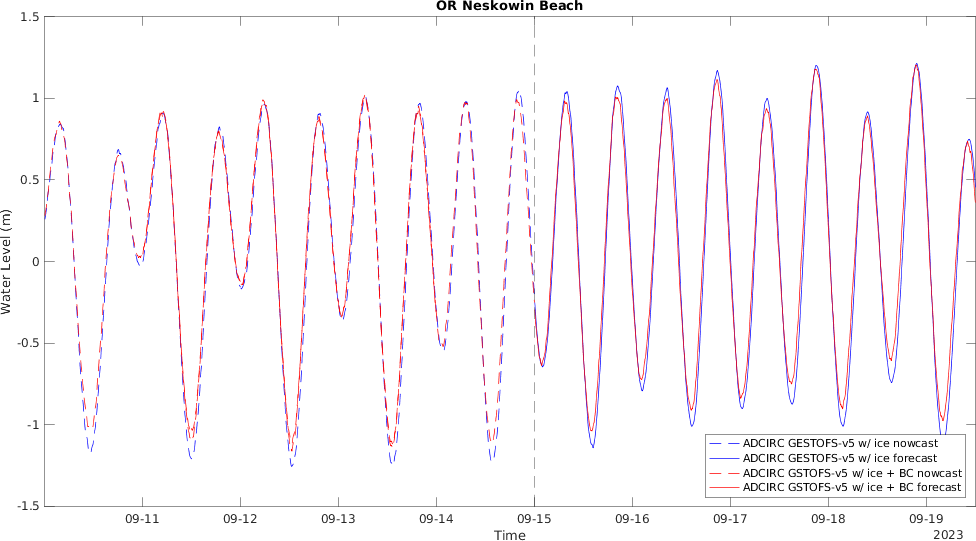 OR Neskowin Beach
1.5
1
0.5
0
-0.5
-1
-1.5
Water Level (m)
09-11 09-12 09-13 09-14 09-15 09-16 09-17 09-18 09-19
Time
2023
ADCIRC GESTOFS-v5 w/ ice nowcast
ADCIRC GESTOFS-v5 w/ ice forecast
ADCIRC GSTOFS-v5 w/ ice + BC nowcast
ADCIRC GSTOFS-v5 w/ ice + BC forecast